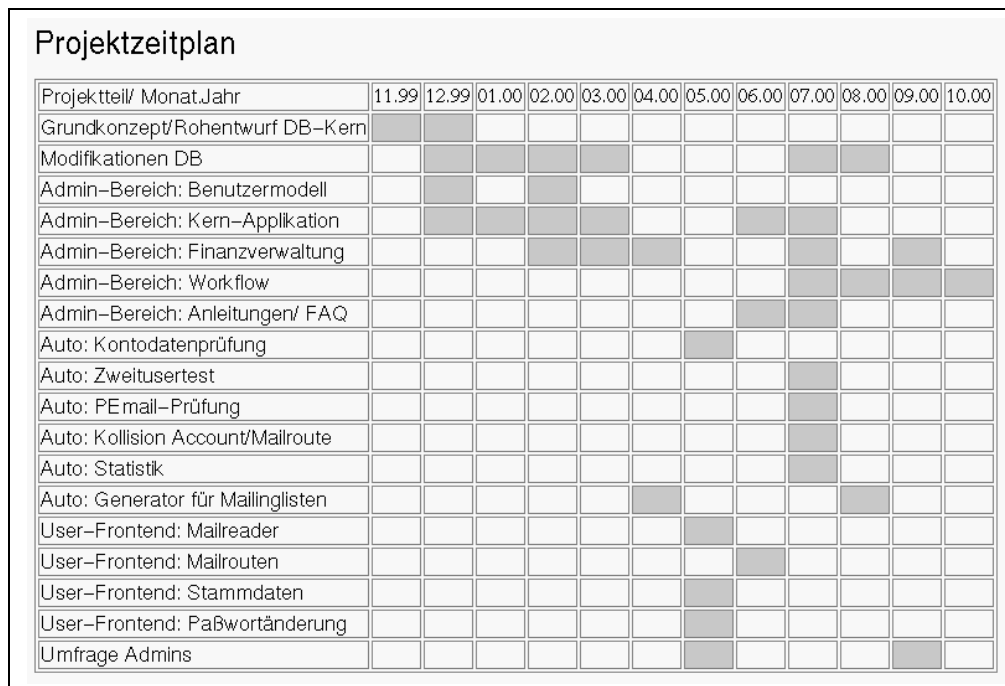 Projektzeitplan
Projektteil/ Monat.Jahr 11.99 12.99 01.00 02.00 03.00 04.00 05.00 06.00 07.00 08.00 09.00 10.00
Grundkonzept/Rohentwurf DB-Kern
Modifikationen DB
Admin-Bereich: Benutzermodell
Admin-Bereich: Kern-Applikation
Admin-Bereich: Finanzverwaltung
Admin-Bereich: Workflow
Admin-Bereich: Anleitungen/ FAQ
Auto: Kontodatenprüfung
Auto: Zweitusertest
Auto: PEmail-Prüfung
Auto: Kollision Account/Mailroute
Auto: Statistik
Auto: Generator für Mailinglisten
User-Frontend: Mailreader
User-Frontend: Mailrouten
User-Frontend: Stammdaten
User-Frontend: Paßwortänderung
Umfrage Admins